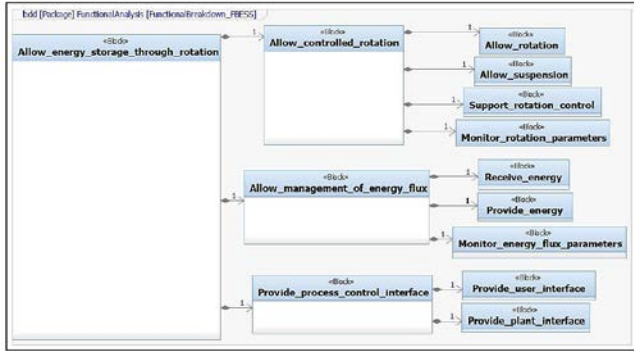 bdd [Package] FunctionalAnalysis [FunctionalBreakdown_FBESS]
«Block»
Allow_energy_storage_through_rotation
1
«Block»
Allow_controlled_rotation
1
«Block»
Allow_rotation
1
«Block»
Allow_suspension
1
«Block»
Support_rotation_control
1
«Block»
Monitor_rotation_parameters
1
«Block»
Allow_management_of_energy_flux
1
«Block»
Receive_energy
1
«Block»
Provide_energy
1
«Block»
Monitor_energy_flux_parameters
1
«Block»
Provide_process_control_interface
1
«Block»
Provide_user_interface
1
«Block»
Provide_plant_interface